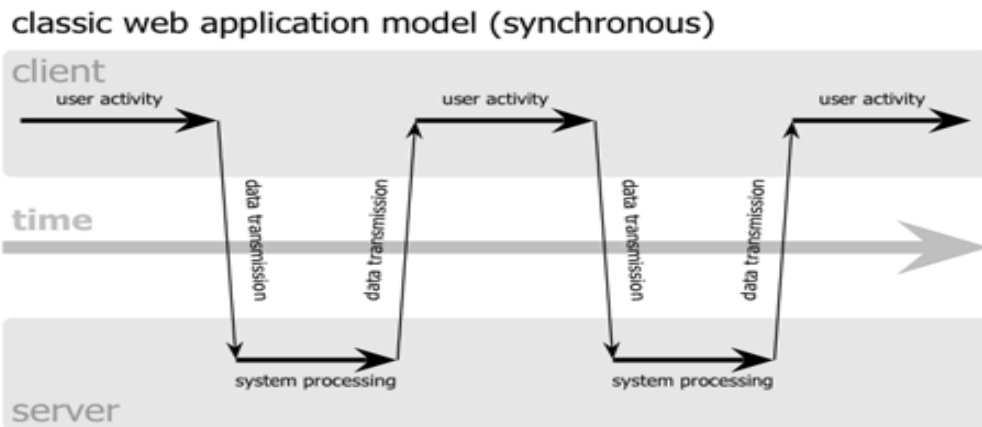 classic web application model (synchronous)
client
user activity
user activity
user activity
data transmission
data transmission
data transmission
data transmission
time
system processing
system processing
server